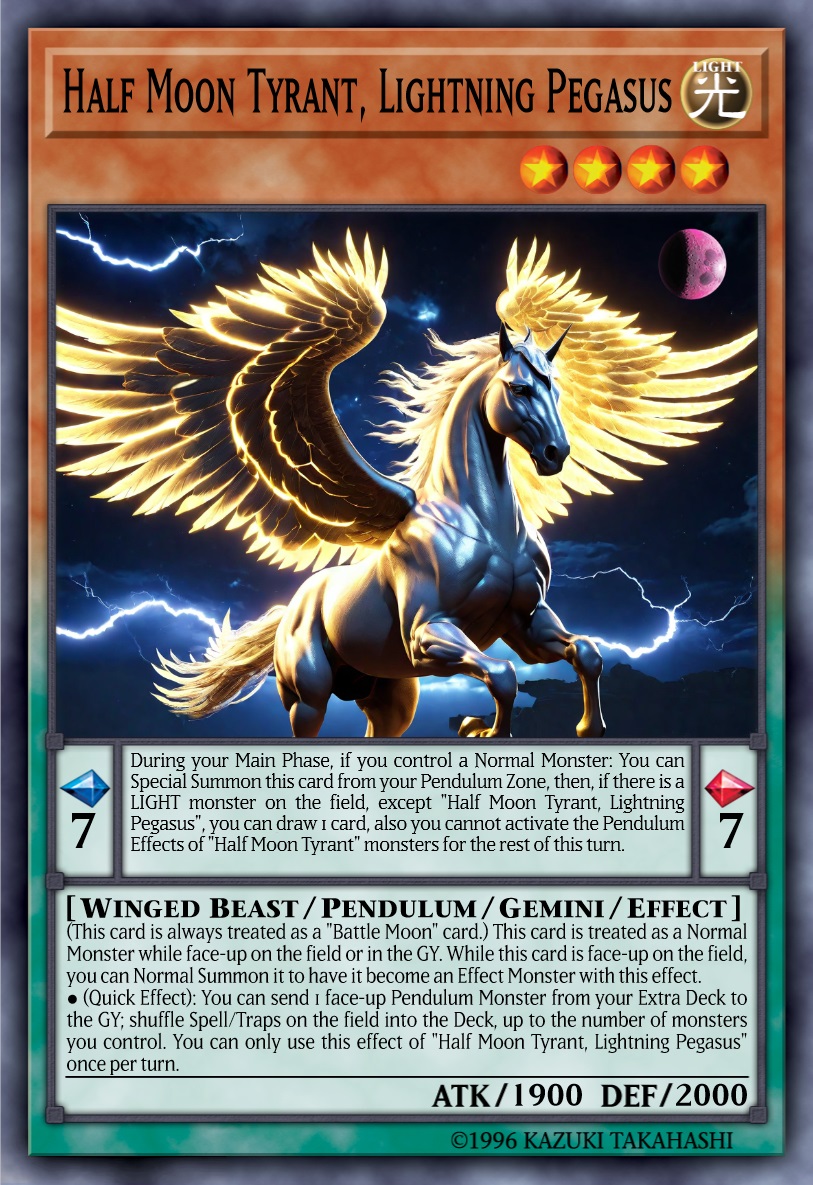 Half Moon Tyrant, Lightning Pegasus
LIGHT
光
During your Main Phase, if you control a Normal Monster: You can
Special Summon this card from your Pendulum Zone, then, if there is a
LIGHT monster on the field, except "Half Moon Tyrant, Lightning
Pegasus", you can draw 1 card, also you cannot activate the Pendulum
Effects of "Half Moon Tyrant" monsters for the rest of this turn.
7
7
[Winged Beast/Pendulum/Gemini/Effect]
(This card is always treated as a "Battle Moon" card.) This card is treated as a Normal
Monster while face-up on the field or in the GY. While this card is face-up on the field,
you can Normal Summon it to have it become an Effect Monster with this effect.
● (Quick Effect): You can send 1 face-up Pendulum Monster from your Extra Deck to
the GY; shuffle Spell/Traps on the field into the Deck, up to the number of monsters
you control. You can only use this effect of "Half Moon Tyrant, Lightning Pegasus"
once per turn.
ATK/1900 DEF/2000
©1996 KAZUKI TAKAHASHI